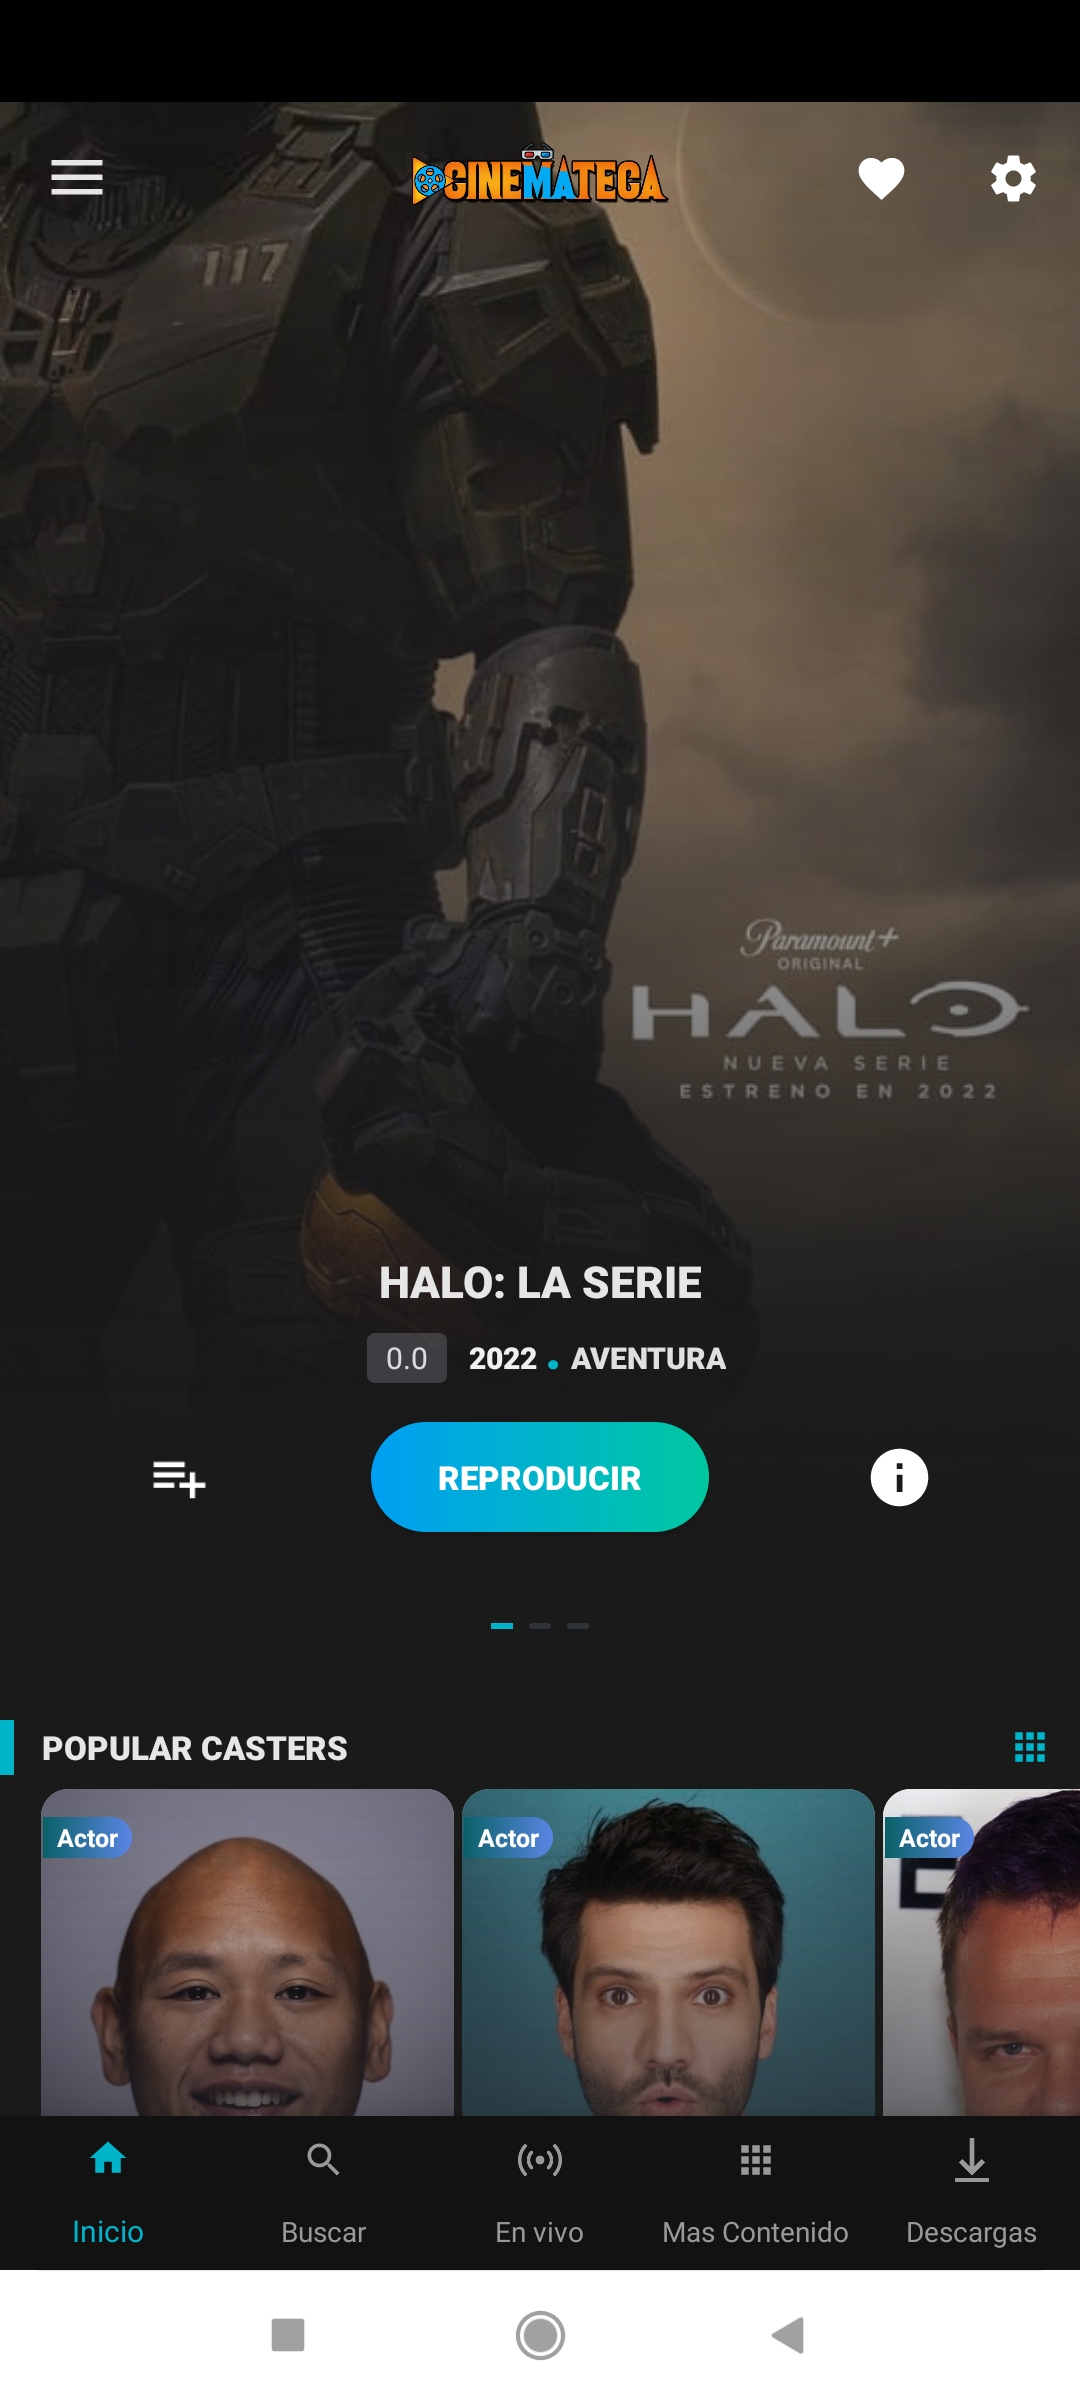 CINEMATECA
117
Paramount+
ORIGINAL
HALO
NUEVA SERIE
ESTRENO EN 2022
HALO: LA SERIE
0.0 2022 • AVENTURA
REPRODUCIR
POPULAR CASTERS
Actor Actor Actor
Inicio Buscar En vivo Mas Contenido Descargas